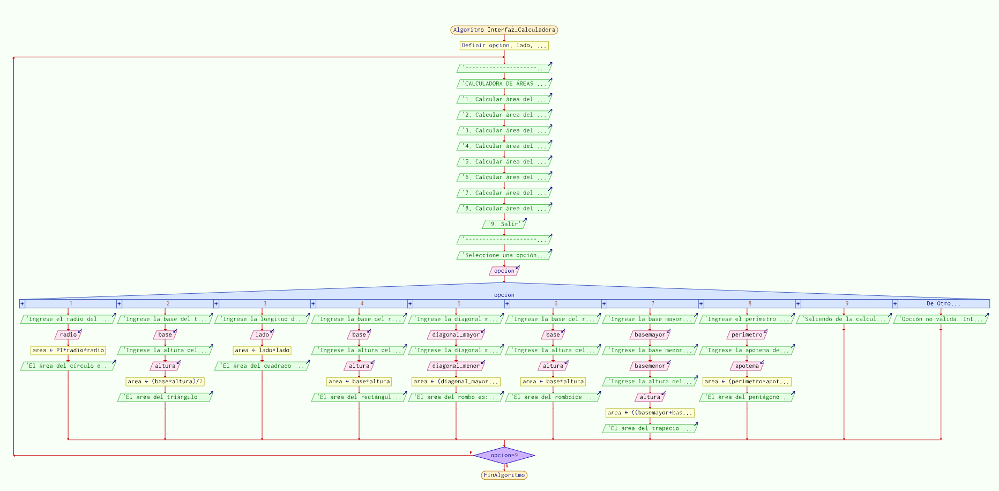 Algoritmo Interfaz_Calculadora
Definir opcion, lado, ...
'---------------------...
'CALCULADORA DE ÁREAS ...
'1. Calcular área del ...
'2. Calcular área del ...
'3. Calcular área del ...
'4. Calcular área del ...
'5. Calcular área del ...
'6. Calcular área del ...
'7. Calcular área del ...
'8. Calcular área del ...
'9. Salir'
'---------------------...
'Seleccione una opción...
opcion
opcion
+ 1 + 2 + 3 + 4 + 5 + 6 + 7 + 8 + 9 + De Otro...
'Ingrese el radio del ... 'Ingrese la base del t... 'Ingrese la longitud d... 'Ingrese la base del r... 'Ingrese la diagonal m... 'Ingrese la base del r... 'Ingrese la base mayor... 'Ingrese el perímetro ... 'Saliendo de la calcul... 'Opción no válida. Int...
radio base lado base diagonal_mayor base basemayor perimetro
area ← PI*radio*radio 'Ingrese la altura del... area ← lado*lado 'Ingrese la altura del... 'Ingrese la diagonal m... 'Ingrese la altura del... 'Ingrese la base menor... 'Ingrese la apotema de...
'El área del círculo e... altura 'El área del cuadrado ... altura diagonal_menor altura basemenor apotema
area ← (base*altura)/2 area ← base*altura area ← (diagonal_mayor... area ← base*altura 'Ingrese la altura del... area ← (perimetro*apot...
'El área del triángulo... 'El área del rectángul... 'El área del rombo es:... 'El área del romboide ... altura 'El área del pentágono...
area ← ((basemayor+bas...
'El área del trapecio ...
F opcion=9
V
FinAlgoritmo